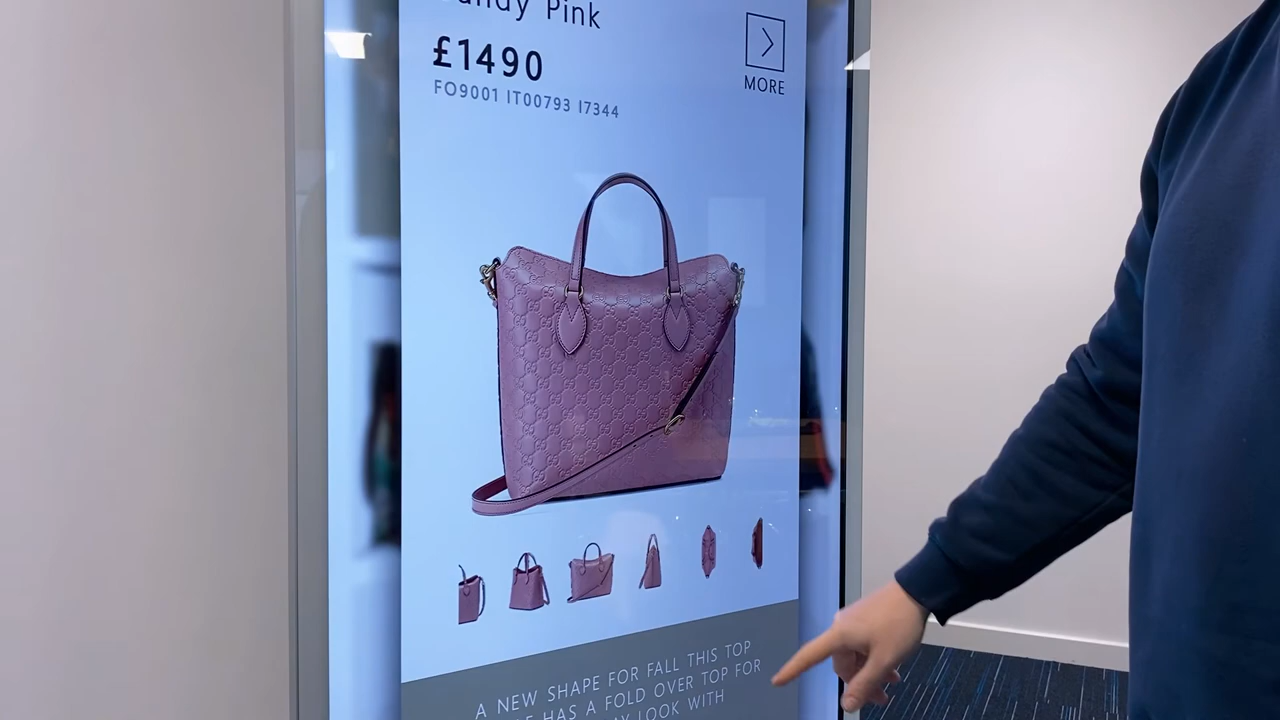 Pink
£1490
FO9001 IT00793 I7344
MORE
A NEW SHAPE FOR FALL THIS TOP
HAS A FOLD OVER TOP FOR
LOOK WITH